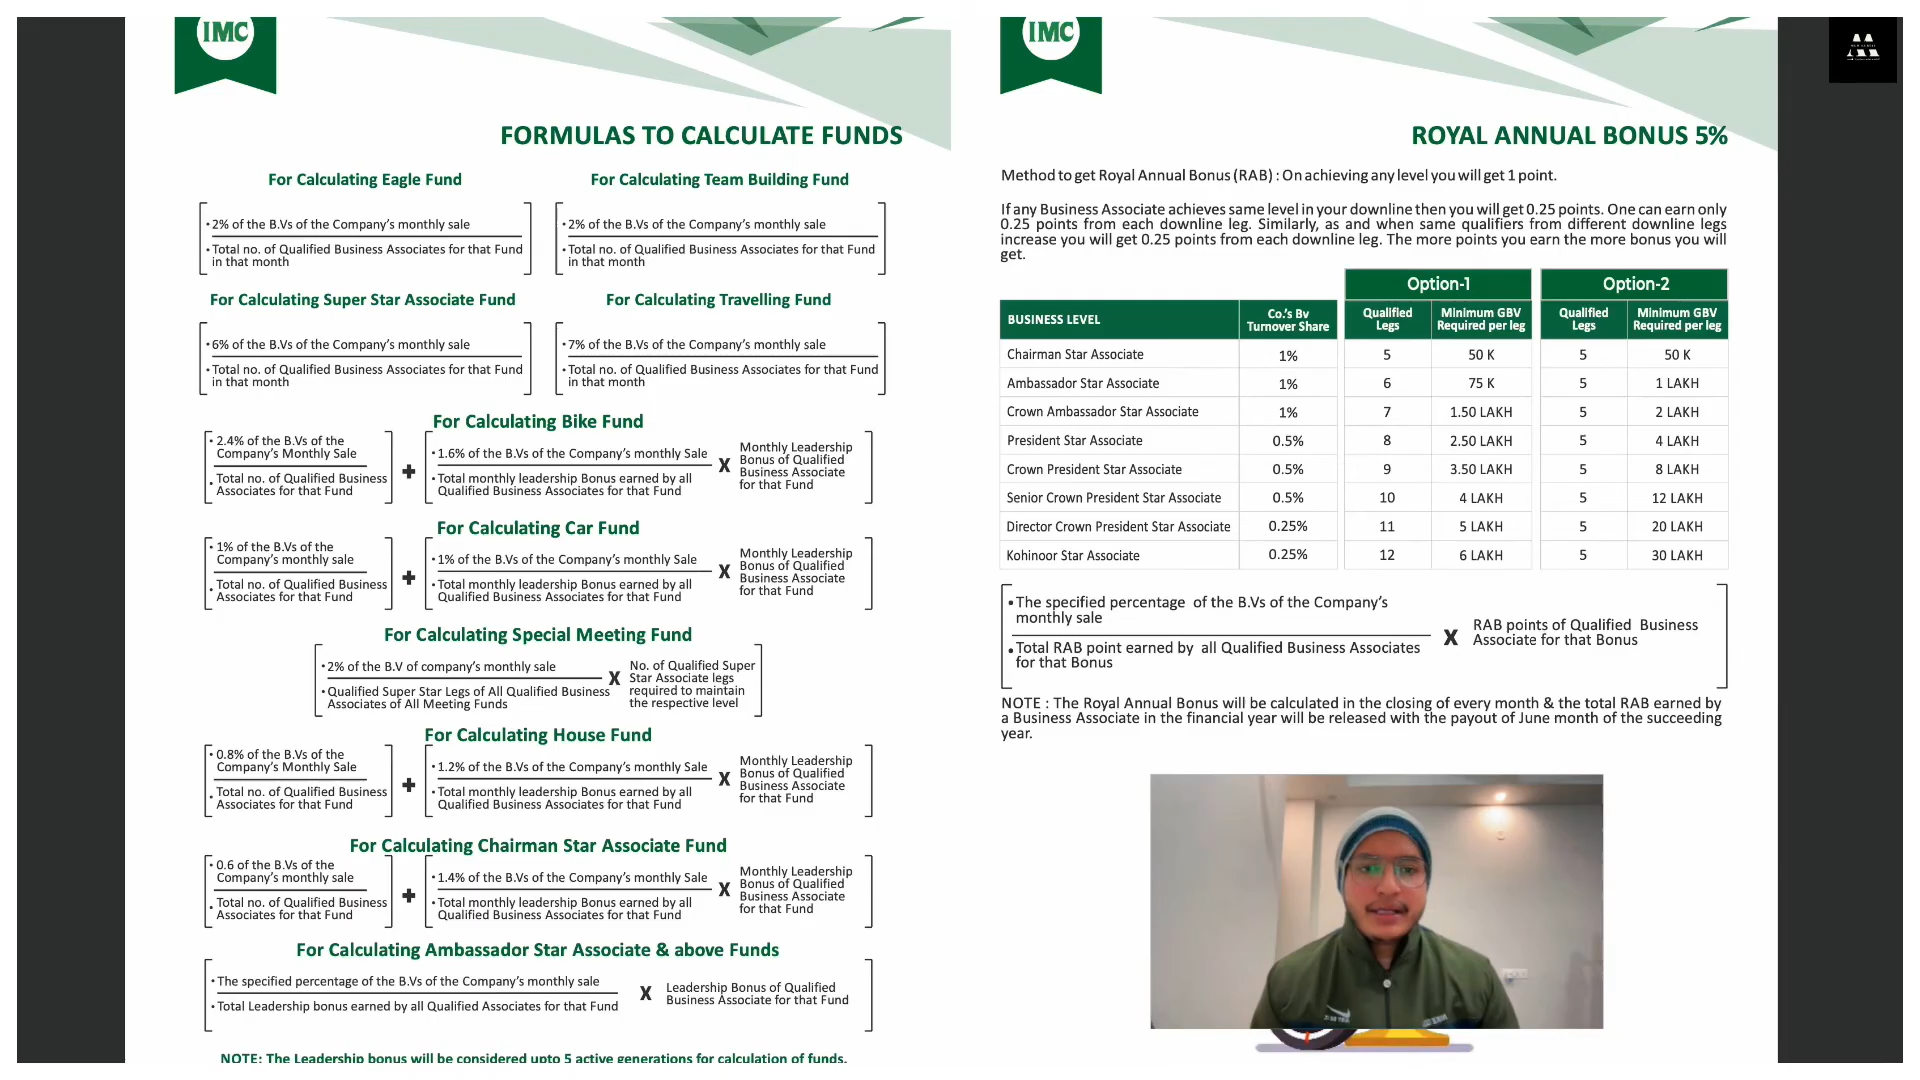 IMC
FORMULAS TO CALCULATE FUNDS
For Calculating Eagle Fund
• 2% of the B.Vs of the Company's monthly sale
• Total no. of Qualified Business Associates for that Fund
in that month
For Calculating Team Building Fund
• 2% of the B.Vs of the Company's monthly sale
• Total no. of Qualified Business Associates for that Fund
in that month
For Calculating Super Star Associate Fund
• 6% of the B.Vs of the Company's monthly sale
• Total no. of Qualified Business Associates for that Fund
in that month
For Calculating Travelling Fund
• 7% of the B.Vs of the Company's monthly sale
• Total no. of Qualified Business Associates for that Fund
in that month
For Calculating Bike Fund
• 2.4% of the B.Vs of the
Company's Monthly Sale
• Total no. of Qualified Business
Associates for that Fund
+
• 1.6% of the B.Vs of the Company's monthly Sale
• Total monthly leadership Bonus earned by all
Qualified Business Associates for that Fund
X
Monthly Leadership
Bonus of Qualified
Business Associate
for that Fund
For Calculating Car Fund
• 1% of the B.Vs of the
Company's monthly sale
• Total no. of Qualified Business
Associates for that Fund
+
• 1% of the B.Vs of the Company's monthly Sale
• Total monthly leadership Bonus earned by all
Qualified Business Associates for that Fund
X
Monthly Leadership
Bonus of Qualified
Business Associate
for that Fund
For Calculating Special Meeting Fund
• 2% of the B.V of company's monthly sale
• Qualified Super Star Legs of All Qualified Business
Associates of All Meeting Funds
X
No. of Qualified Super
Star Associate legs
required to maintain
the respective level
For Calculating House Fund
• 0.8% of the B.Vs of the
Company's Monthly Sale
• Total no. of Qualified Business
Associates for that Fund
+
• 1.2% of the B.Vs of the Company's monthly Sale
• Total monthly leadership Bonus earned by all
Qualified Business Associates for that Fund
X
Monthly Leadership
Bonus of Qualified
Business Associate
for that Fund
For Calculating Chairman Star Associate Fund
• 0.6 of the B.Vs of the
Company's monthly sale
• Total no. of Qualified Business
Associates for that Fund
+
• 1.4% of the B.Vs of the Company's monthly Sale
• Total monthly leadership Bonus earned by all
Qualified Business Associates for that Fund
X
Monthly Leadership
Bonus of Qualified
Business Associate
for that Fund
For Calculating Ambassador Star Associate & above Funds
• The specified percentage of the B.Vs of the Company's monthly sale
• Total Leadership bonus earned by all Qualified Associates for that Fund
X
Leadership Bonus of Qualified
Business Associate for that Fund
NOTE: The Leadership bonus will be considered upto 5 active generations for calculation of funds.
IMC
ROYAL ANNUAL BONUS 5%
Method to get Royal Annual Bonus (RAB) : On achieving any level you will get 1 point.
If any Business Associate achieves same level in your downline then you will get 0.25 points. One can earn only
0.25 points from each downline leg. Similarly, as and when same qualifiers from different downline legs
increase you will get 0.25 points from each downline leg. The more points you earn the more bonus you will
get.
Option-1 Option-2
BUSINESS LEVEL Co.'s Bv Turnover Share Qualified Legs Minimum GBV Required per leg Qualified Legs Minimum GBV Required per leg
Chairman Star Associate 1% 5 50 K 5 50 K
Ambassador Star Associate 1% 6 75 K 5 1 LAKH
Crown Ambassador Star Associate 1% 7 1.50 LAKH 5 2 LAKH
President Star Associate 0.5% 8 2.50 LAKH 5 4 LAKH
Crown President Star Associate 0.5% 9 3.50 LAKH 5 8 LAKH
Senior Crown President Star Associate 0.5% 10 4 LAKH 5 12 LAKH
Director Crown President Star Associate 0.25% 11 5 LAKH 5 20 LAKH
Kohinoor Star Associate 0.25% 12 6 LAKH 5 30 LAKH
• The specified percentage of the B.Vs of the Company's
monthly sale
• Total RAB point earned by all Qualified Business Associates
for that Bonus
X
RAB points of Qualified Business
Associate for that Bonus
NOTE : The Royal Annual Bonus will be calculated in the closing of every month & the total RAB earned by
a Business Associate in the financial year will be released with the payout of June month of the succeeding
year.